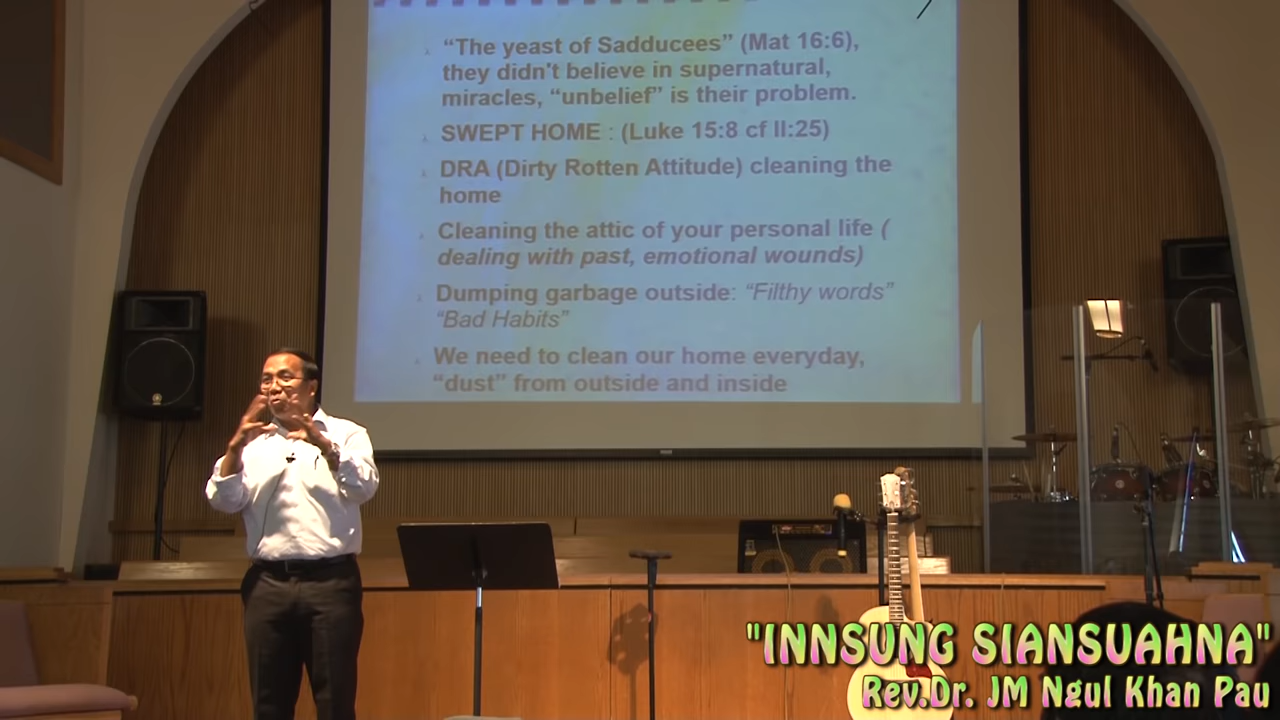 “The yeast of Sadducees” (Mat 16:6),
they didn't believe in supernatural,
miracles, “unbelief” is their problem.
SWEPT HOME : (Luke 15:8 cf II:25)
DRA (Dirty Rotten Attitude) cleaning the
home
Cleaning the attic of your personal life (
dealing with past, emotional wounds)
Dumping garbage outside: “Filthy words”
“Bad Habits”
We need to clean our home everyday,
“dust” from outside and inside
"INNSUNG SIANSUAHNA"
Rev.Dr. JM Ngul Khan Pau